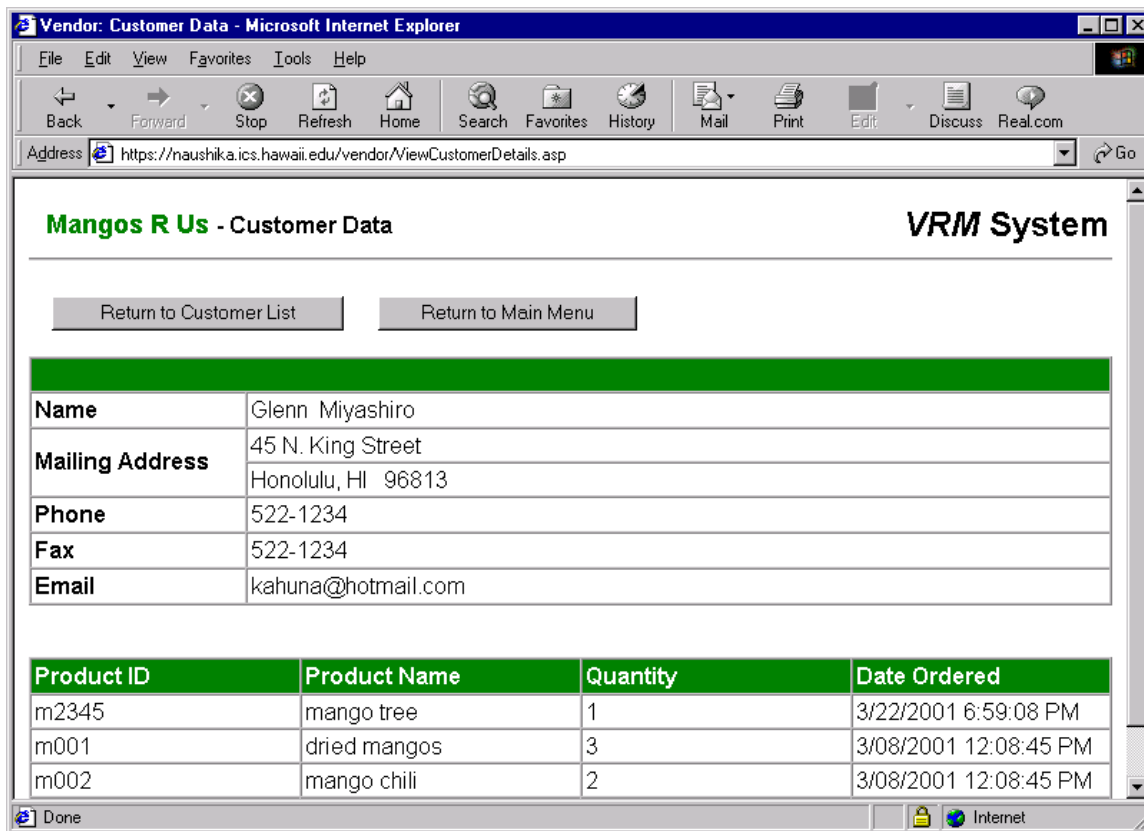 Vendor: Customer Data - Microsoft Internet Explorer
File Edit View Favorites Tools Help
Back Forward Stop Refresh Home Search Favorites History Mail Print Edit Discuss Real.com
Address https://naushika.ics.hawaii.edu/vendor/ViewCustomerDetails.asp Go
Mangos R Us - Customer Data VRM System
Return to Customer List Return to Main Menu
Name Glenn Miyashiro
Mailing Address 45 N. King Street
Honolulu, HI 96813
Phone 522-1234
Fax 522-1234
Email kahuna@hotmail.com
Product ID Product Name Quantity Date Ordered
m2345 mango tree 1 3/22/2001 6:59:08 PM
m001 dried mangos 3 3/08/2001 12:08:45 PM
m002 mango chili 2 3/08/2001 12:08:45 PM
Done Internet